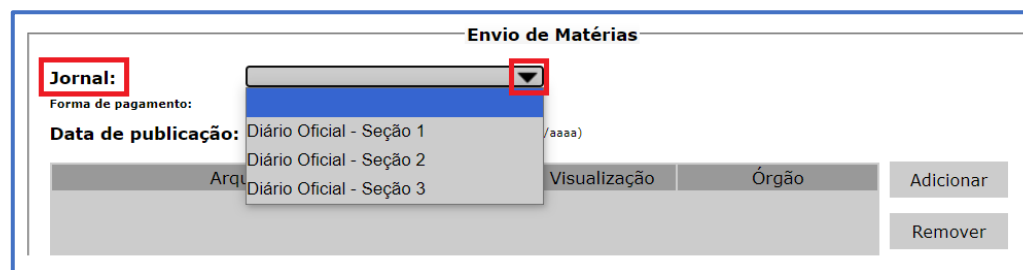 Envio de Matérias
Jornal:
Forma de pagamento:
Data de publicação:
/aaaa)
Diário Oficial - Seção 1
Diário Oficial - Seção 2
Diário Oficial - Seção 3
Arqu Visualização Órgão
Adicionar
Remover